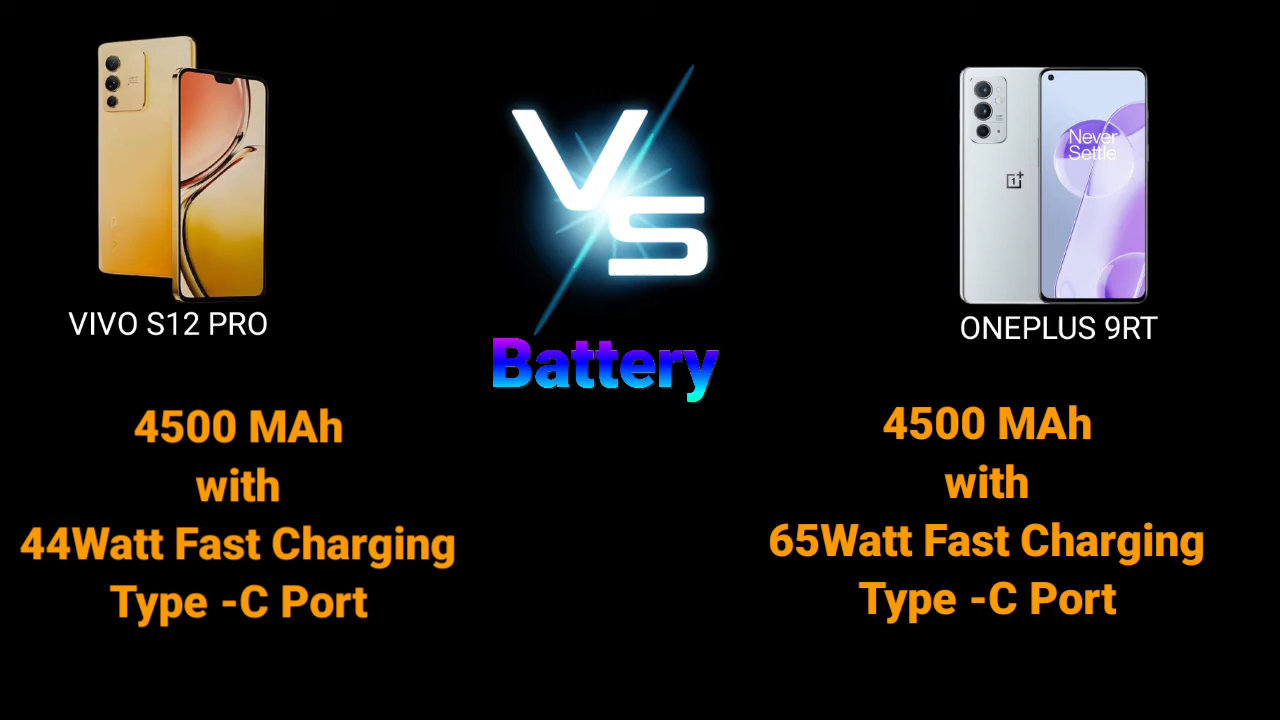 VS
Never
Settle
VIVO S12 PRO
ONEPLUS 9RT
Battery
4500 MAh
with
44Watt Fast Charging
Type -C Port
4500 MAh
with
65Watt Fast Charging
Type -C Port